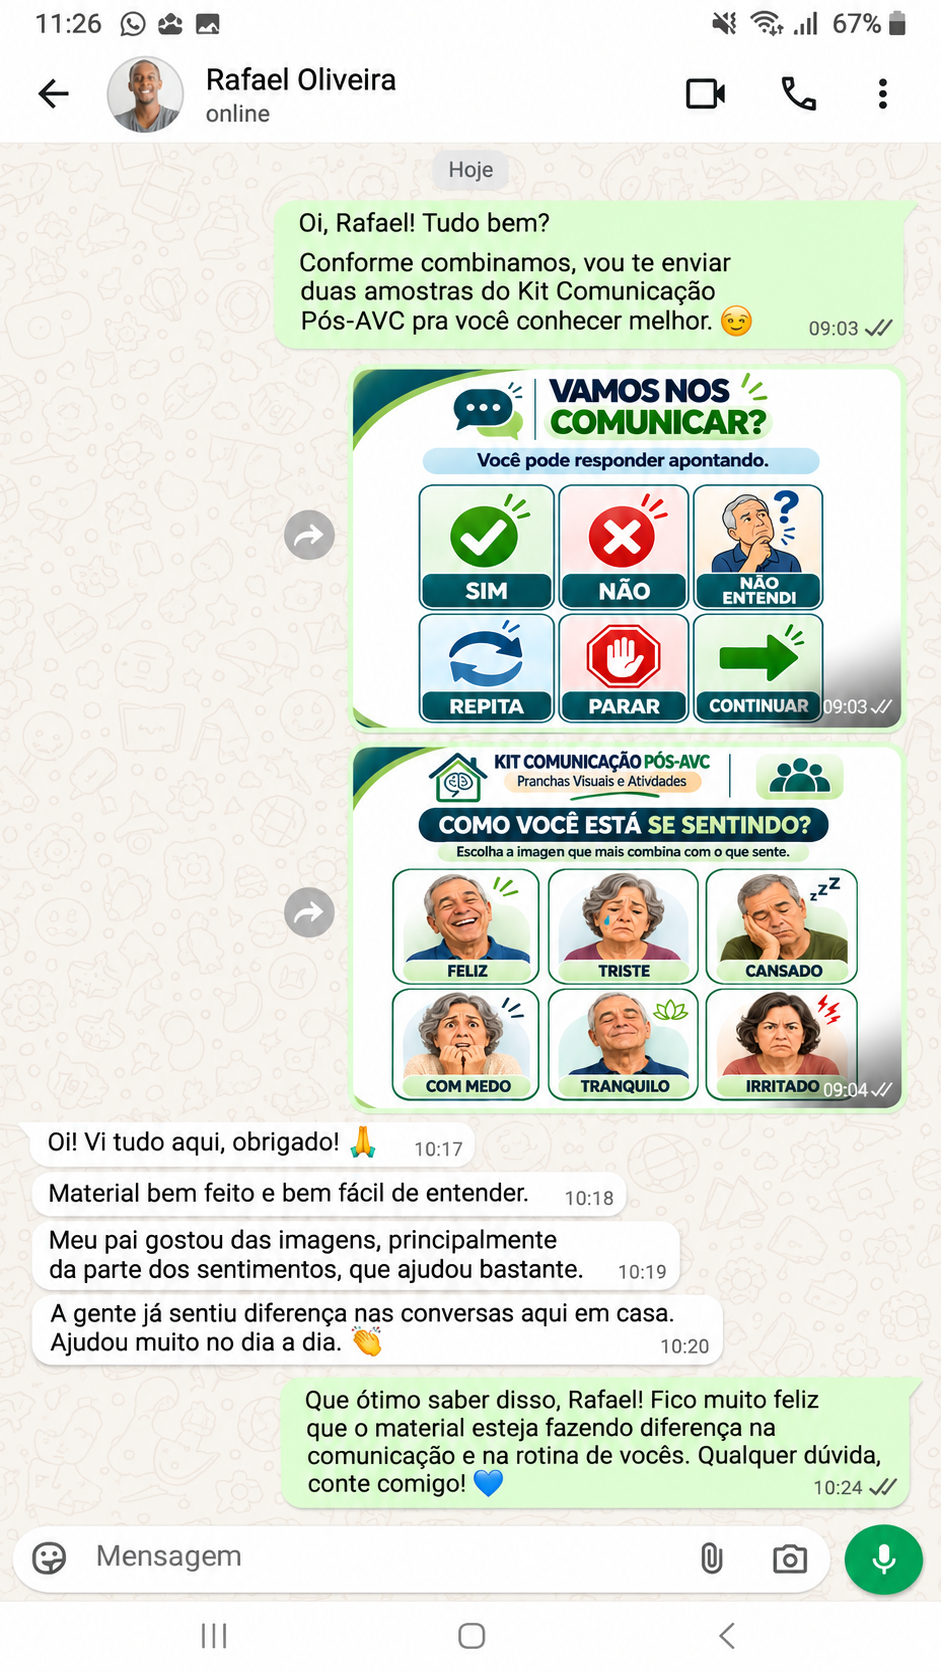 11:26
67%
Rafael Oliveira
online
Hoje
Oi, Rafael! Tudo bem?
Conforme combinamos, vou te enviar
duas amostras do Kit Comunicação
Pós-AVC pra você conhecer melhor. 😉
09:03
VAMOS NOS
COMUNICAR?
Você pode responder apontando.
SIM
NÃO
?
NÃO
ENTENDI
REPITA
PARAR
CONTINUAR
09:03
KIT COMUNICAÇÃO PÓS-AVC
Pranchas Visuais e Ativdades
COMO VOCÊ ESTÁ SE SENTINDO?
Escolha a imagen que mais combina com o que sente.
zzZ
FELIZ
TRISTE
CANSADO
COM MEDO
TRANQUILO
IRRITADO
09:04
Oi! Vi tudo aqui, obrigado! 🙏
10:17
Material bem feito e bem fácil de entender.
10:18
Meu pai gostou das imagens, principalmente
da parte dos sentimentos, que ajudou bastante.
10:19
A gente já sentiu diferença nas conversas aqui em casa.
Ajudou muito no dia a dia. 👏
10:20
Que ótimo saber disso, Rafael! Fico muito feliz
que o material esteja fazendo diferença na
comunicação e na rotina de vocês. Qualquer dúvida,
conte comigo! 💙
10:24
Mensagem